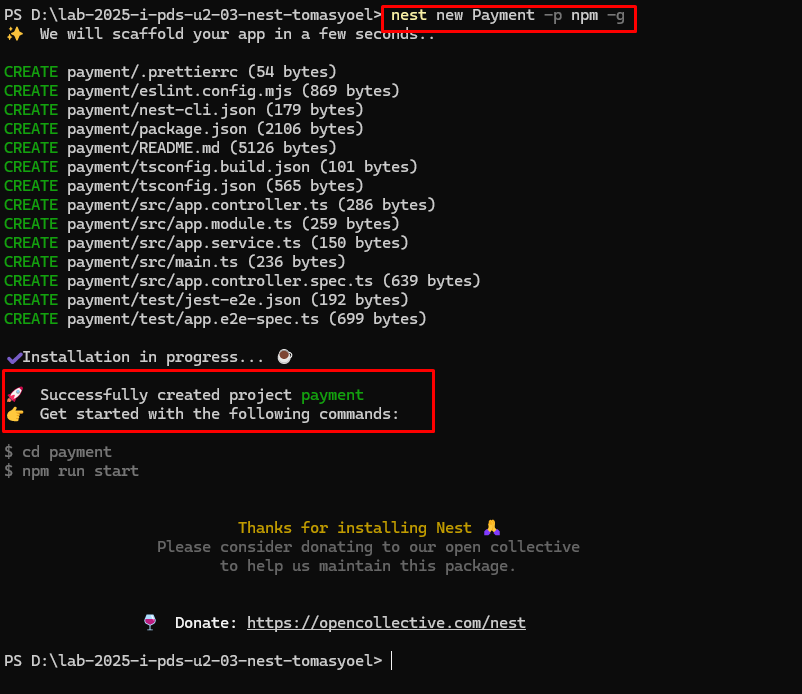 PS D:\lab-2025-i-pds-u2-03-nest-tomasyoel> nest new Payment -p npm -g
✨  We will scaffold your app in a few seconds..
CREATE payment/.prettierrc (54 bytes)
CREATE payment/eslint.config.mjs (869 bytes)
CREATE payment/nest-cli.json (179 bytes)
CREATE payment/package.json (2106 bytes)
CREATE payment/README.md (5126 bytes)
CREATE payment/tsconfig.build.json (101 bytes)
CREATE payment/tsconfig.json (565 bytes)
CREATE payment/src/app.controller.ts (286 bytes)
CREATE payment/src/app.module.ts (259 bytes)
CREATE payment/src/app.service.ts (150 bytes)
CREATE payment/src/main.ts (236 bytes)
CREATE payment/src/app.controller.spec.ts (639 bytes)
CREATE payment/test/jest-e2e.json (192 bytes)
CREATE payment/test/app.e2e-spec.ts (699 bytes)
✔Installation in progress... ☕
🚀  Successfully created project payment
👉  Get started with the following commands:
$ cd payment
$ npm run start
Thanks for installing Nest 🙏
Please consider donating to our open collective
to help us maintain this package.
🍷  Donate: https://opencollective.com/nest
PS D:\lab-2025-i-pds-u2-03-nest-tomasyoel>